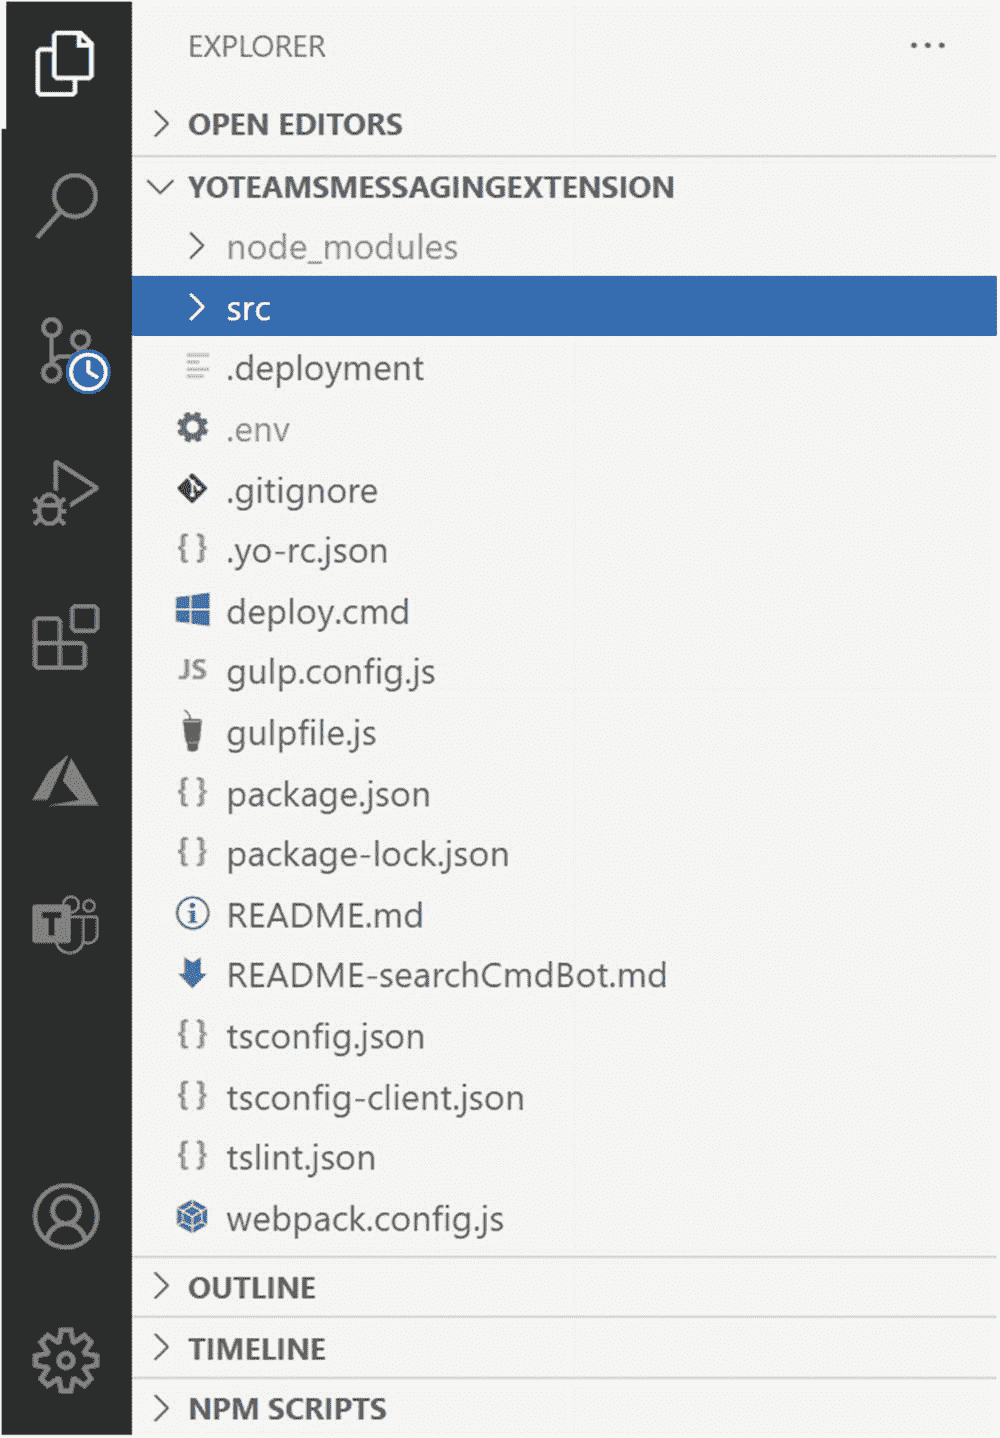 EXPLORER
OPEN EDITORS
YOTEAMSMESSAGINGEXTENSION
node_modules
src
.deployment
.env
.gitignore
.yo-rc.json
deploy.cmd
JS gulp.config.js
gulpfile.js
{} package.json
{} package-lock.json
README.md
README-searchCmdBot.md
{} tsconfig.json
{} tsconfig-client.json
{} tslint.json
webpack.config.js
OUTLINE
TIMELINE
NPM SCRIPTS